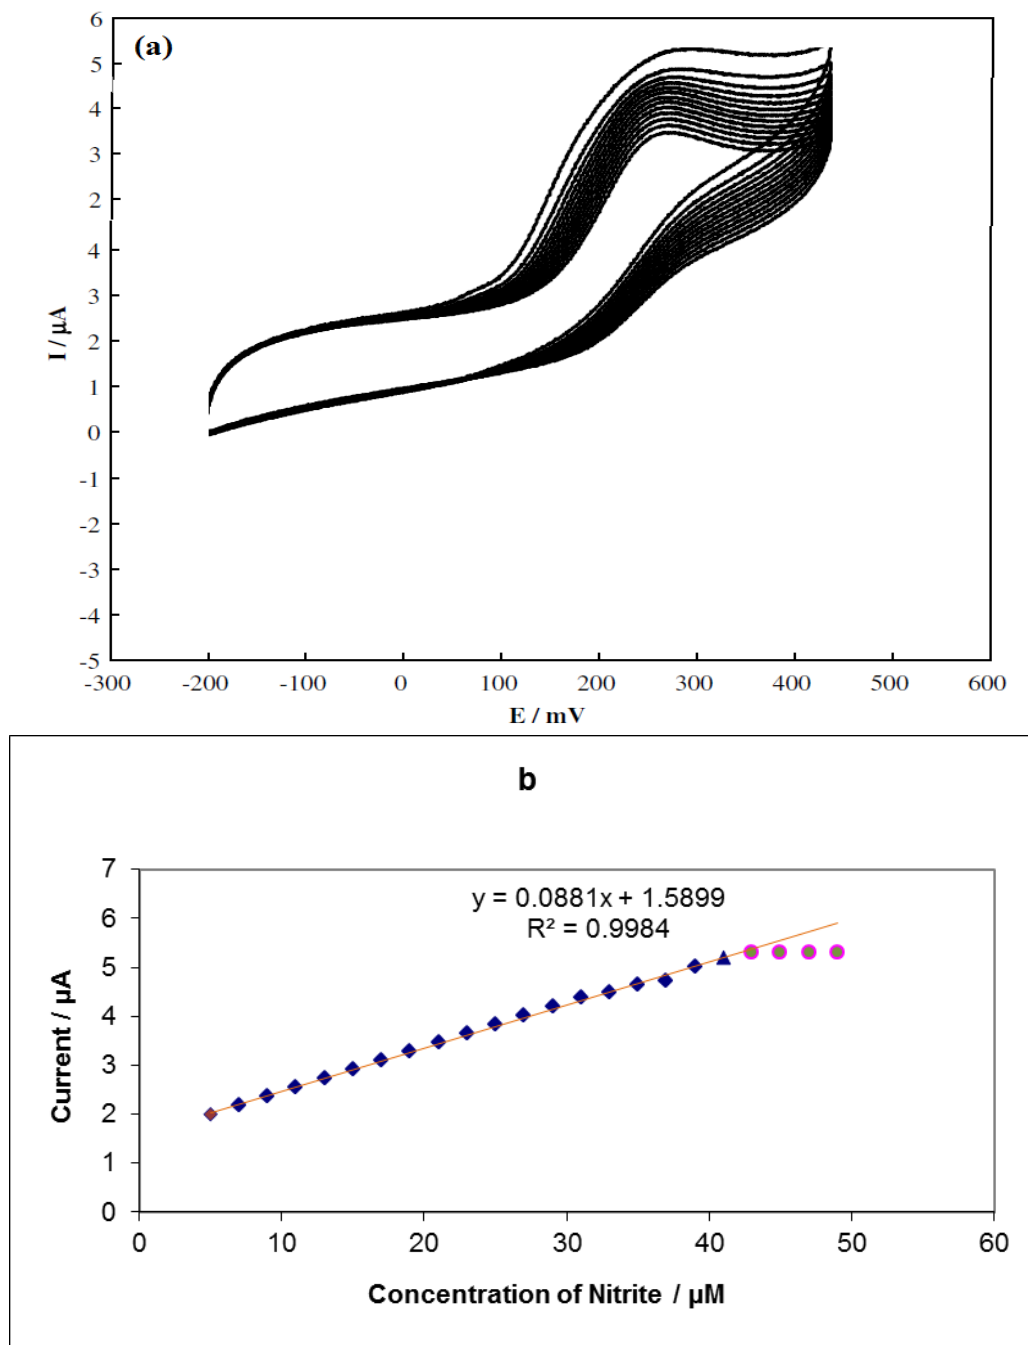 (a)
6
5
4
3
2
4
3
2
1
0
-1
-2
-3
-4
-5
I / µA
-300 -200 -100 0 100 200 300 400 500 600
E / mV
b
7
6
5
4
3
2
1
0
y = 0.0881x + 1.5899
R² = 0.9984
Current / µA
0 10 20 30 40 50 60
Concentration of Nitrite / µM